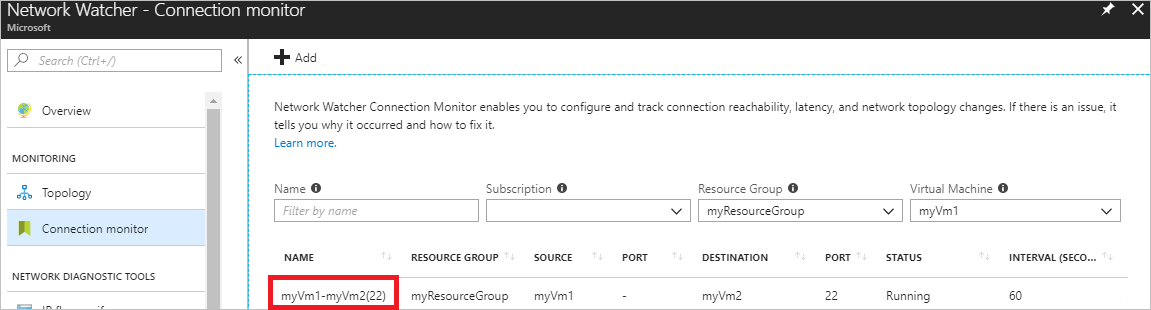 Network Watcher - Connection monitor
Microsoft
Search (Ctrl+/)
Add
Overview
MONITORING
Topology
Connection monitor
NETWORK DIAGNOSTIC TOOLS
Network Watcher Connection Monitor enables you to configure and track connection reachability, latency, and network topology changes. If there is an issue, it
tells you why it occurred and how to fix it.
Learn more.
Name Subscription Resource Group Virtual Machine
Filter by name myResourceGroup myVm1
NAME RESOURCE GROUP SOURCE PORT DESTINATION PORT STATUS INTERVAL (SECO...
myVm1-myVm2(22) myResourceGroup myVm1 - myVm2 22 Running 60